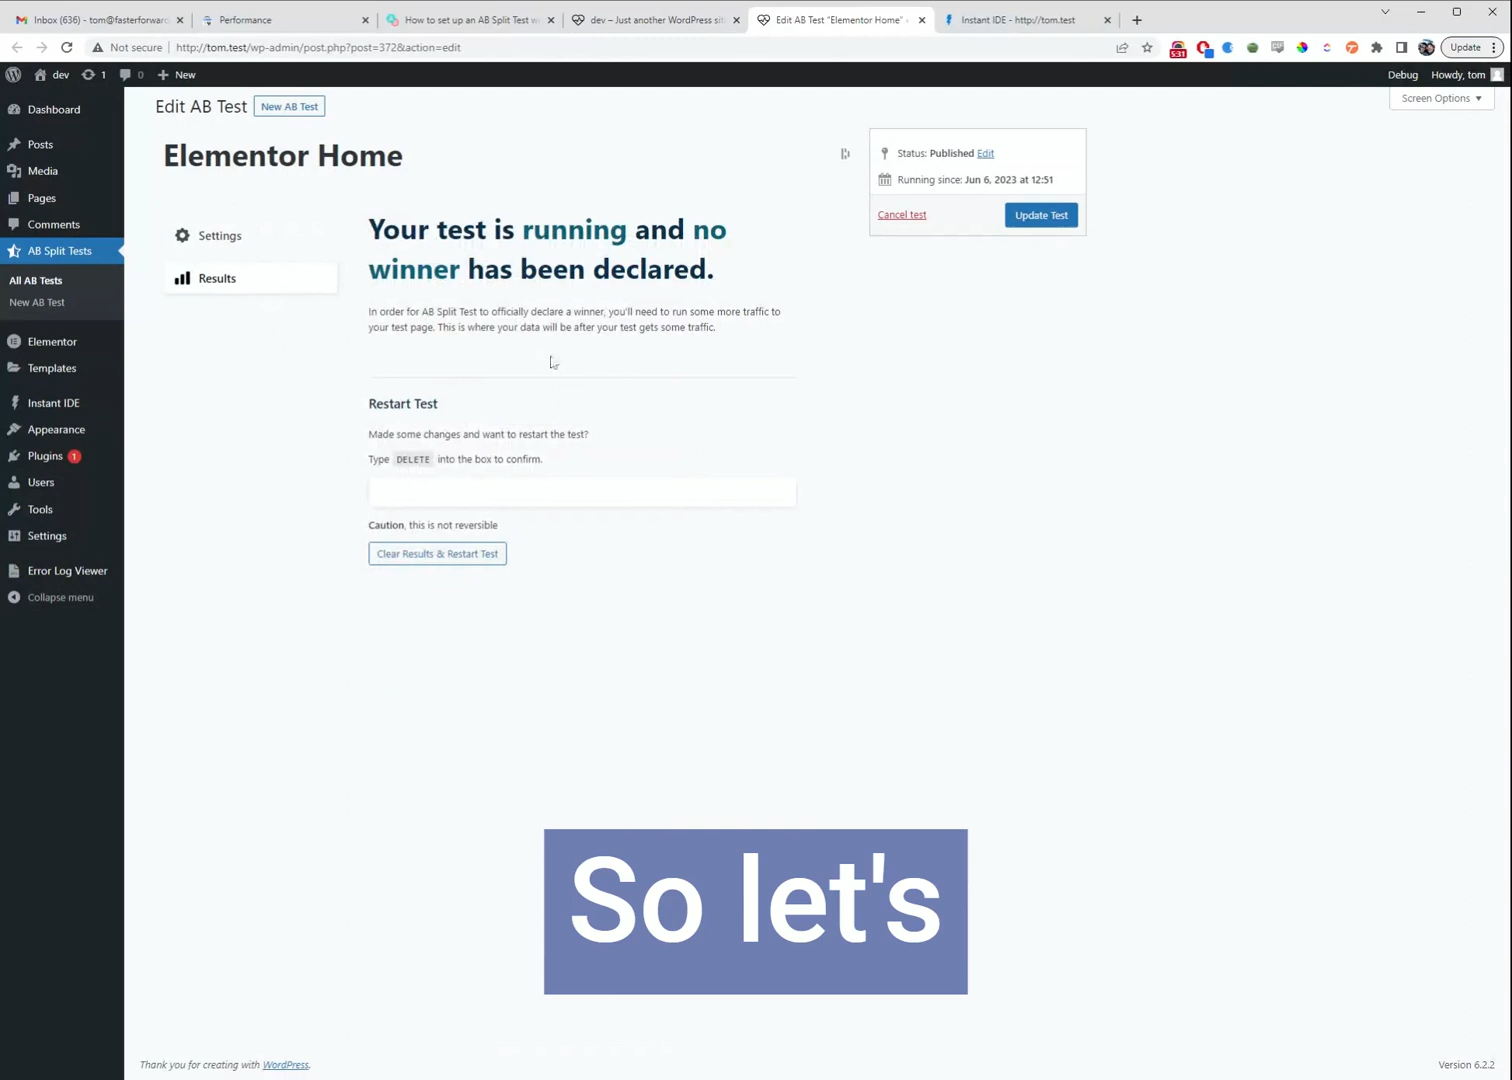 Inbox (636) - tom@fasterforward
Performance
How to set up an AB Split Test w
dev – Just another WordPress sit
Edit AB Test “Elementor Home”
Instant IDE - http://tom.test
Not secure
http://tom.test/wp-admin/post.php?post=372&action=edit
5:31
Update
dev
1
0
New
Debug
Howdy, tom
Dashboard
Posts
Media
Pages
Comments
AB Split Tests
All AB Tests
New AB Test
Elementor
Templates
Instant IDE
Appearance
Plugins 1
Users
Tools
Settings
Error Log Viewer
Collapse menu
Edit AB Test
New AB Test
Screen Options
Elementor Home
Settings
Results
Your test is running and no
winner has been declared.
In order for AB Split Test to officially declare a winner, you'll need to run some more traffic to
your test page. This is where your data will be after your test gets some traffic.
Restart Test
Made some changes and want to restart the test?
Type DELETE into the box to confirm.
Caution, this is not reversible
Clear Results & Restart Test
Status: Published Edit
Running since: Jun 6, 2023 at 12:51
Cancel test
Update Test
So let's
Thank you for creating with WordPress.
Version 6.2.2